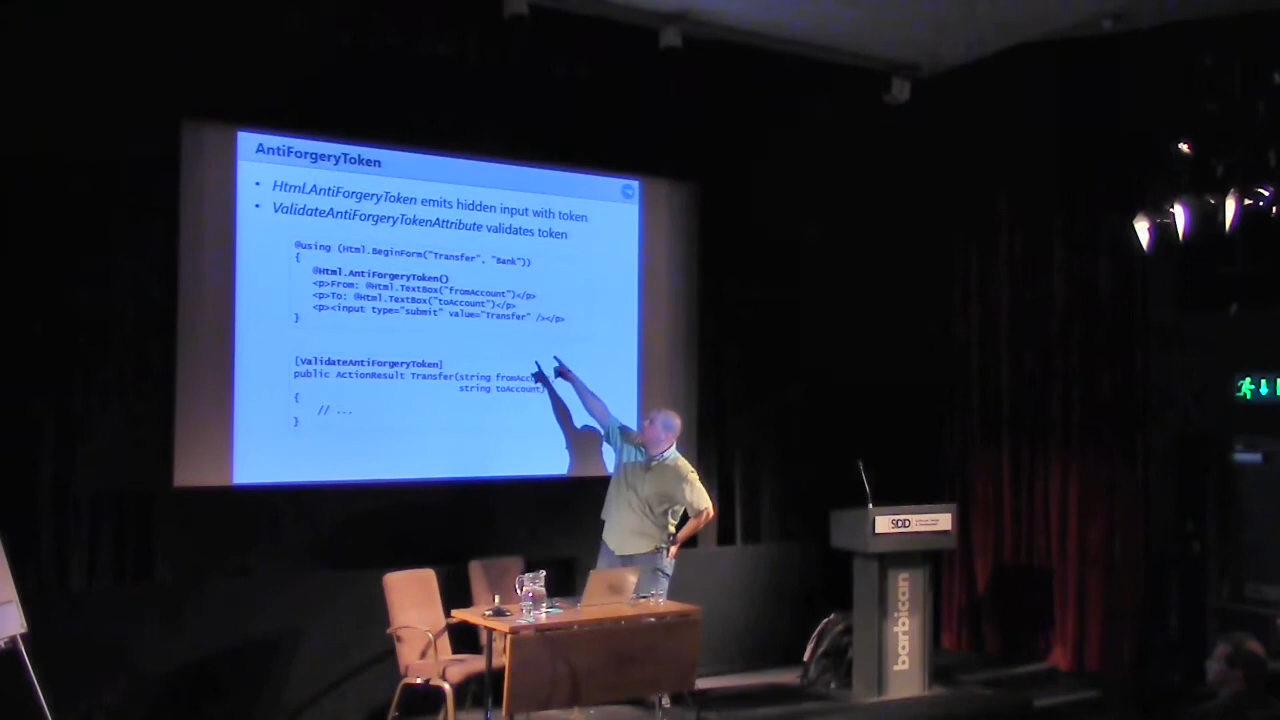 AntiForgeryToken
• Html.AntiForgeryToken emits hidden input with token
• ValidateAntiForgeryTokenAttribute validates token
@using (Html.BeginForm("Transfer", "Bank"))
{
@Html.AntiForgeryToken()
<p>From: @Html.TextBox("fromAccount")</p>
<p>To: @Html.TextBox("toAccount")</p>
<p><input type="submit" value="Transfer" /></p>
}
[ValidateAntiForgeryToken]
public ActionResult Transfer(string fromAcc
string toAccount)
{
// ...
}
SDD
barbican